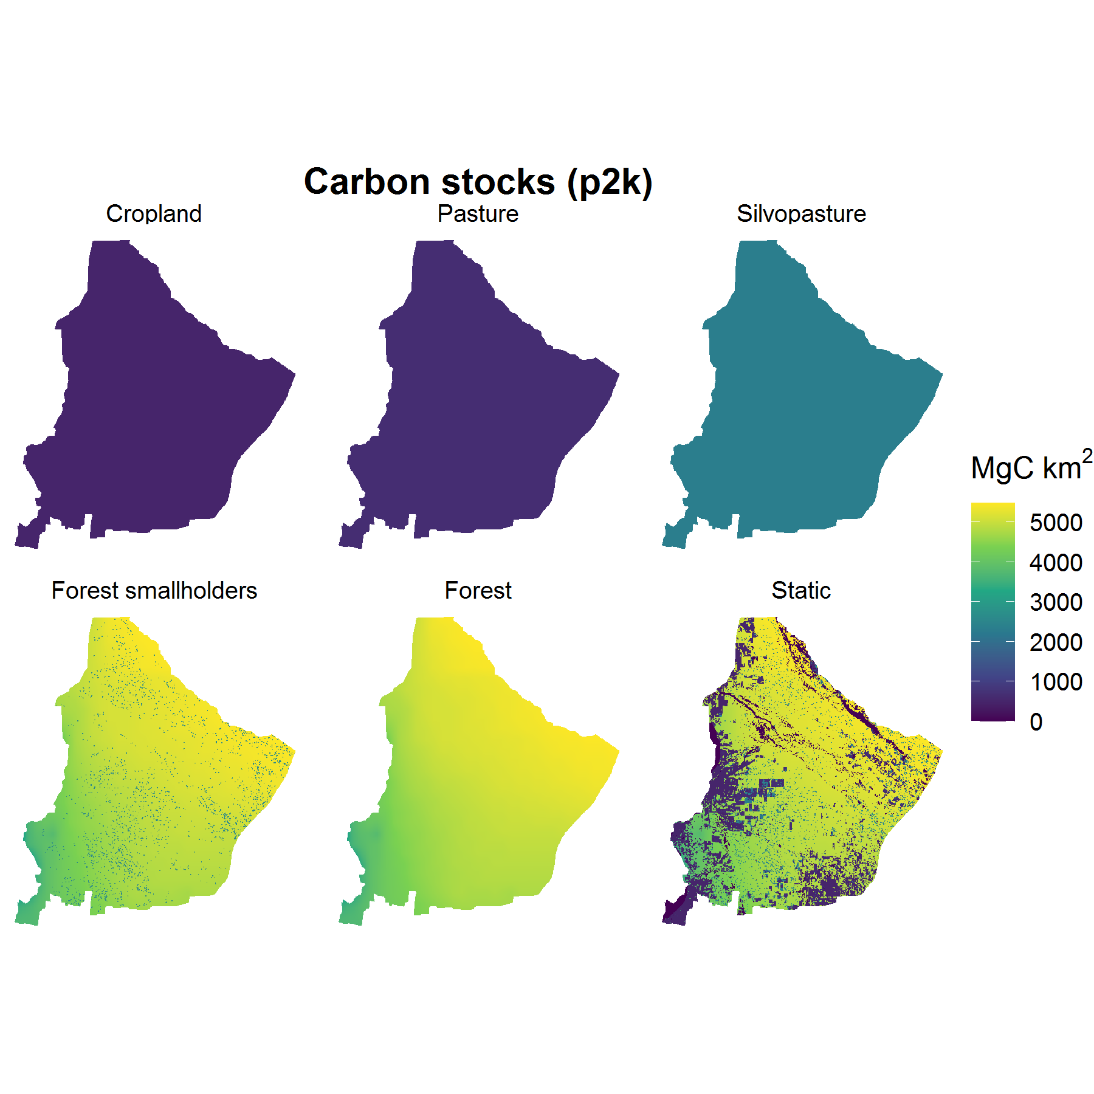 Carbon stocks (p2k)
Cropland
Pasture
Silvopasture
MgC km²
5000
4000
3000
2000
1000
0
Forest smallholders
Forest
Static